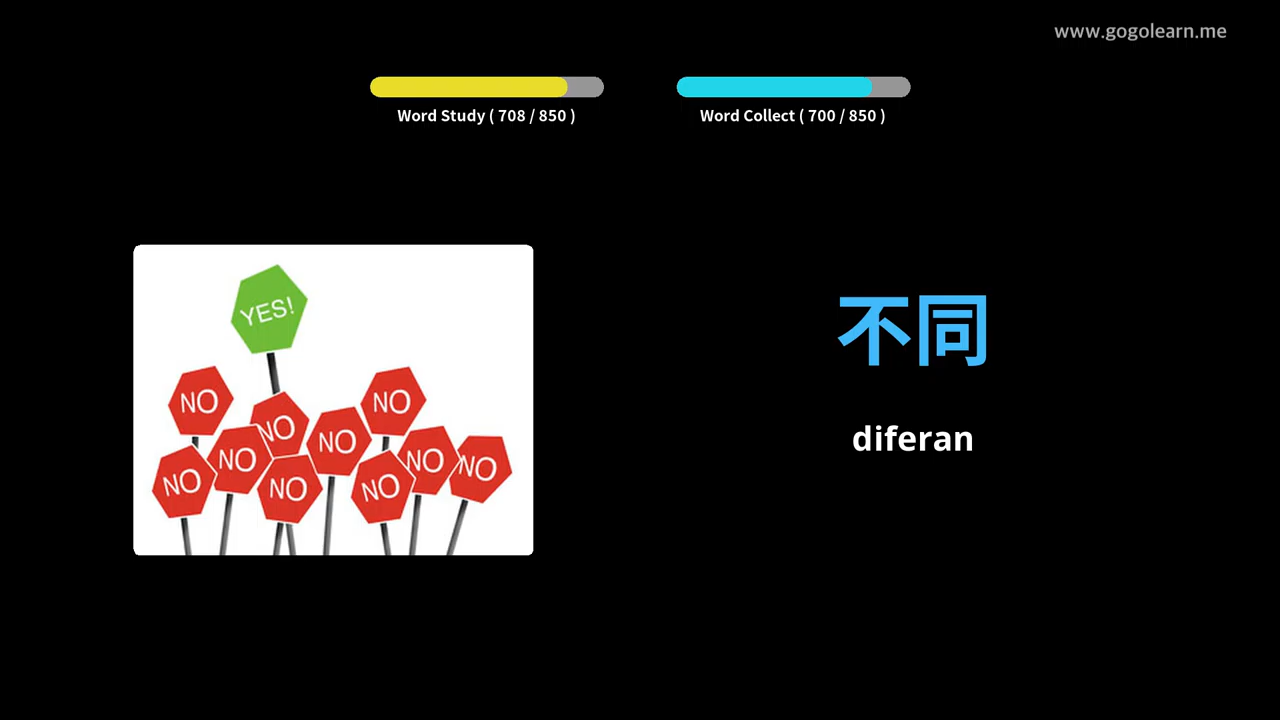 www.gogolearn.me
Word Study ( 708 / 850 )
Word Collect ( 700 / 850 )
YES!
NO
NO
NO
NO
NO
NO
NO
NO
NO
NO
不同
diferan